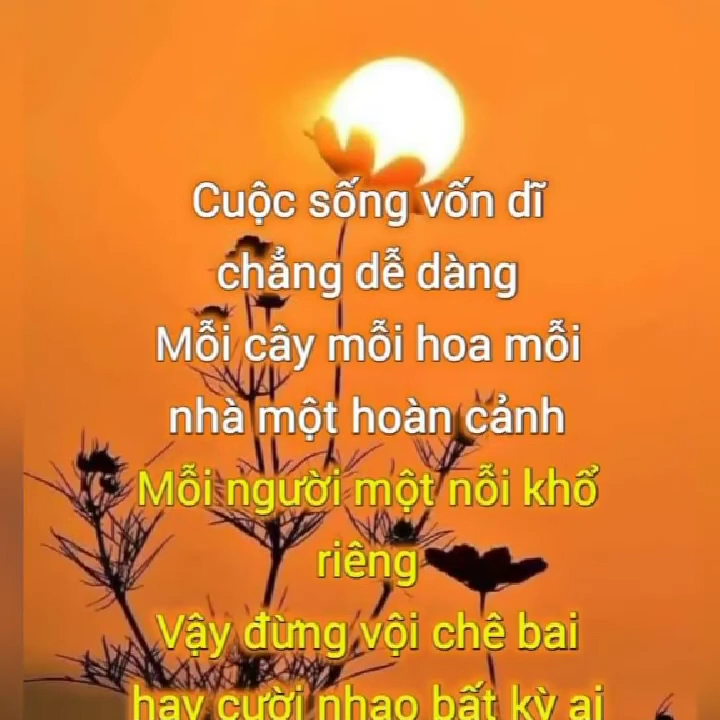 Cuộc sống vốn dĩ
chẳng dễ dàng
Mỗi cây mỗi hoa mỗi
nhà một hoàn cảnh
Mỗi người một nỗi khổ
riêng
Vậy đừng vội chê bai
hay cười nhạo bất kỳ ai